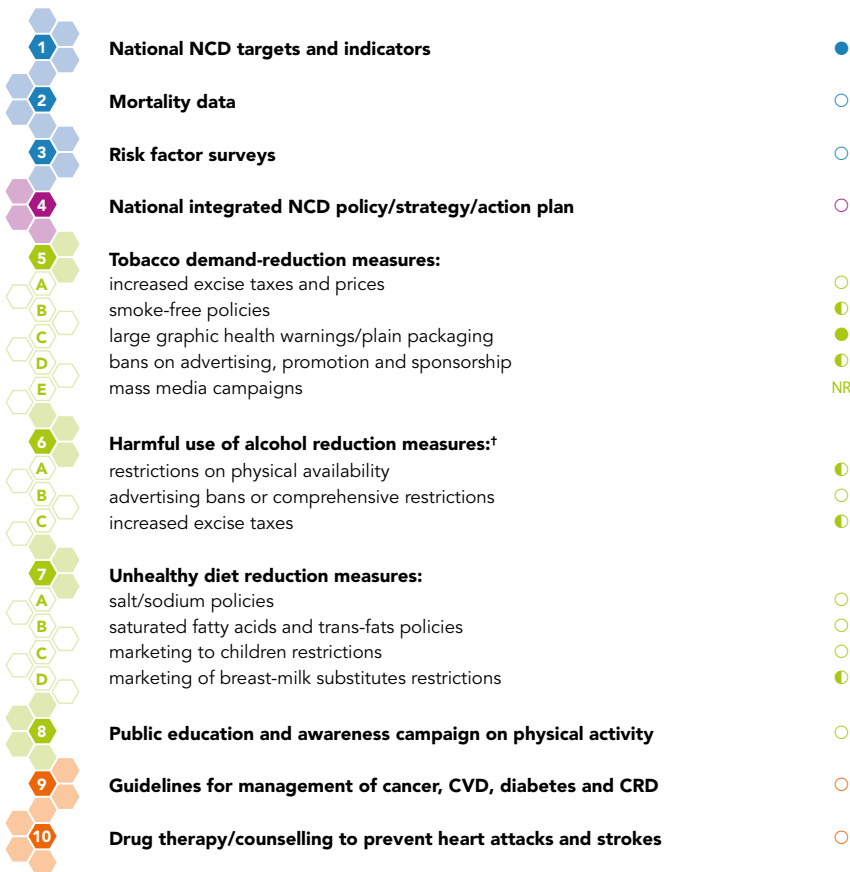 1 National NCD targets and indicators ●
2 Mortality data ○
3 Risk factor surveys ○
4 National integrated NCD policy/strategy/action plan ○
5 Tobacco demand-reduction measures:
A increased excise taxes and prices ○
B smoke-free policies ◐
C large graphic health warnings/plain packaging ●
D bans on advertising, promotion and sponsorship ◐
E mass media campaigns NR
6 Harmful use of alcohol reduction measures:†
A restrictions on physical availability ◐
B advertising bans or comprehensive restrictions ○
C increased excise taxes ◐
7 Unhealthy diet reduction measures:
A salt/sodium policies ○
B saturated fatty acids and trans-fats policies ○
C marketing to children restrictions ○
D marketing of breast-milk substitutes restrictions ◐
8 Public education and awareness campaign on physical activity ○
9 Guidelines for management of cancer, CVD, diabetes and CRD ○
10 Drug therapy/counselling to prevent heart attacks and strokes ○